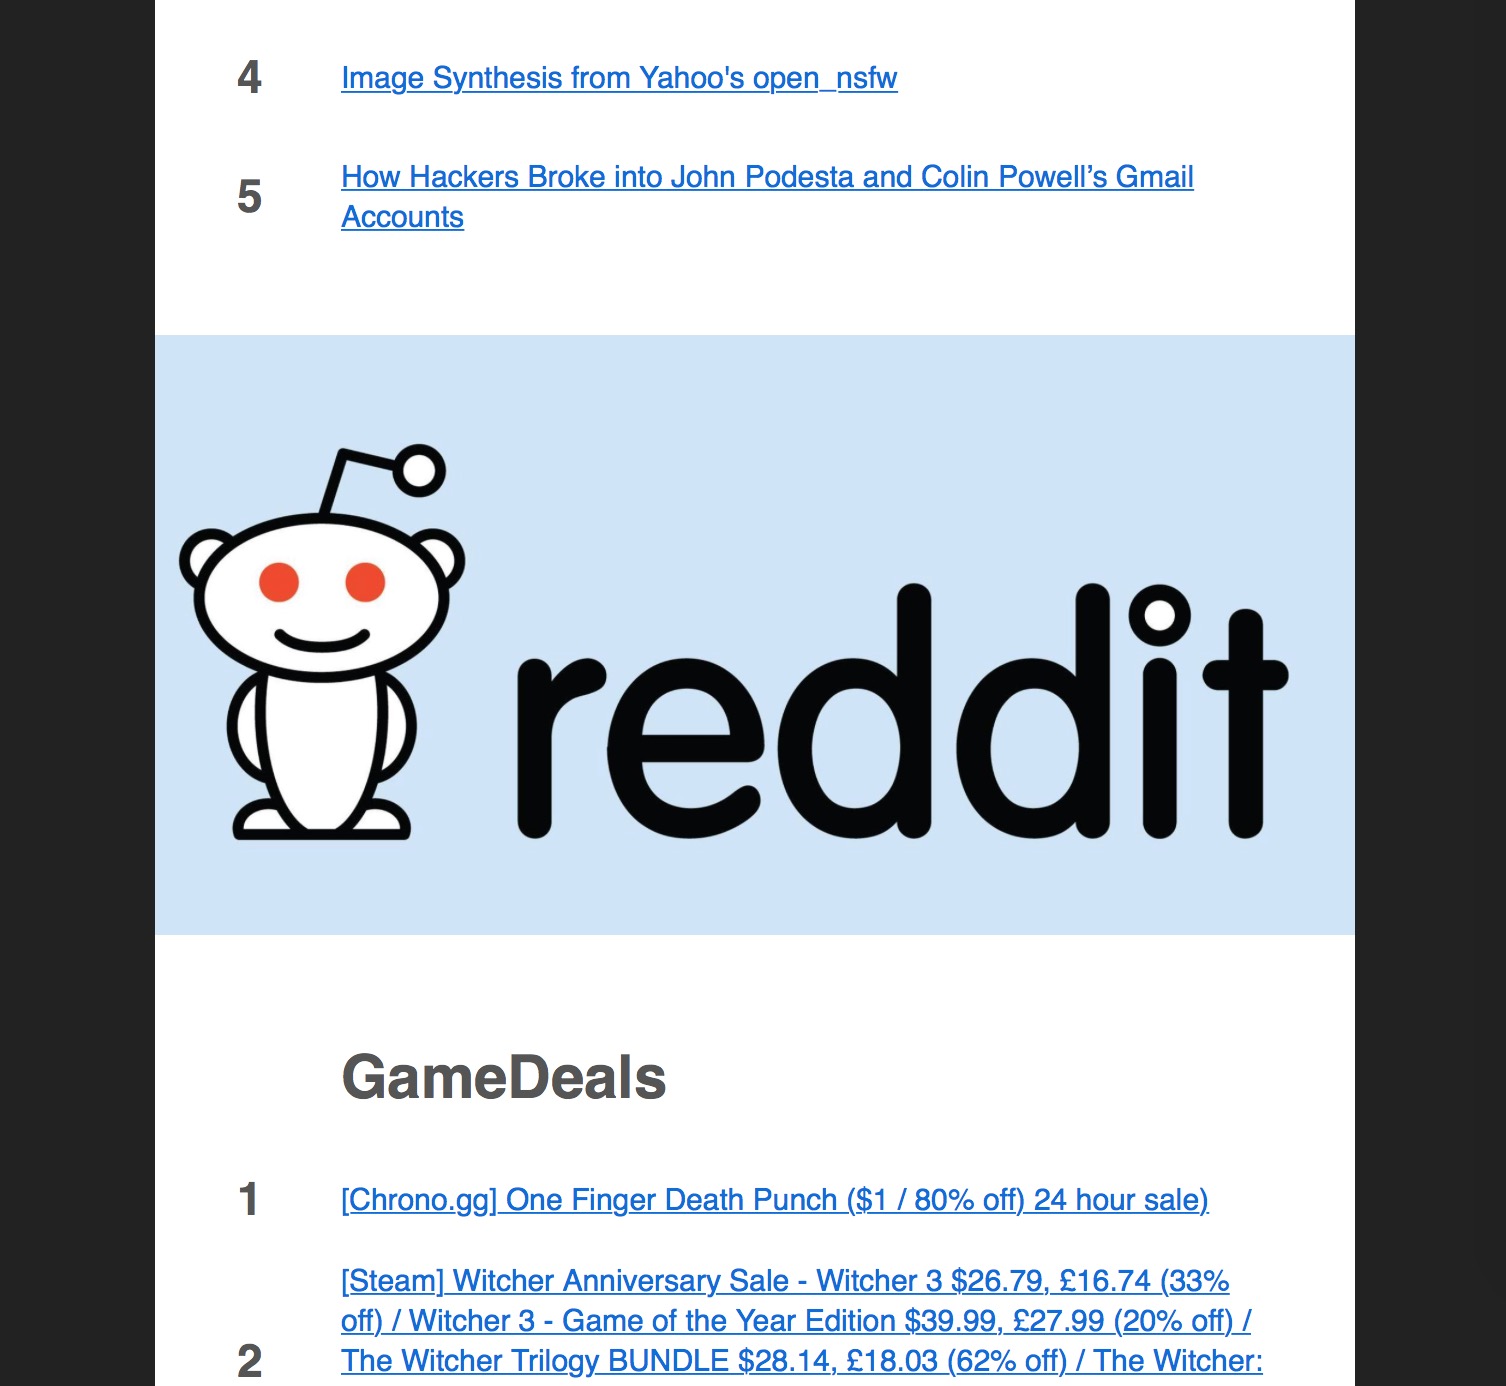 4
Image Synthesis from Yahoo's open_nsfw
5
How Hackers Broke into John Podesta and Colin Powell’s Gmail
Accounts
reddit
GameDeals
1
[Chrono.gg] One Finger Death Punch ($1 / 80% off) 24 hour sale)
2
[Steam] Witcher Anniversary Sale - Witcher 3 $26.79, £16.74 (33%
off) / Witcher 3 - Game of the Year Edition $39.99, £27.99 (20% off) /
The Witcher Trilogy BUNDLE $28.14, £18.03 (62% off) / The Witcher: